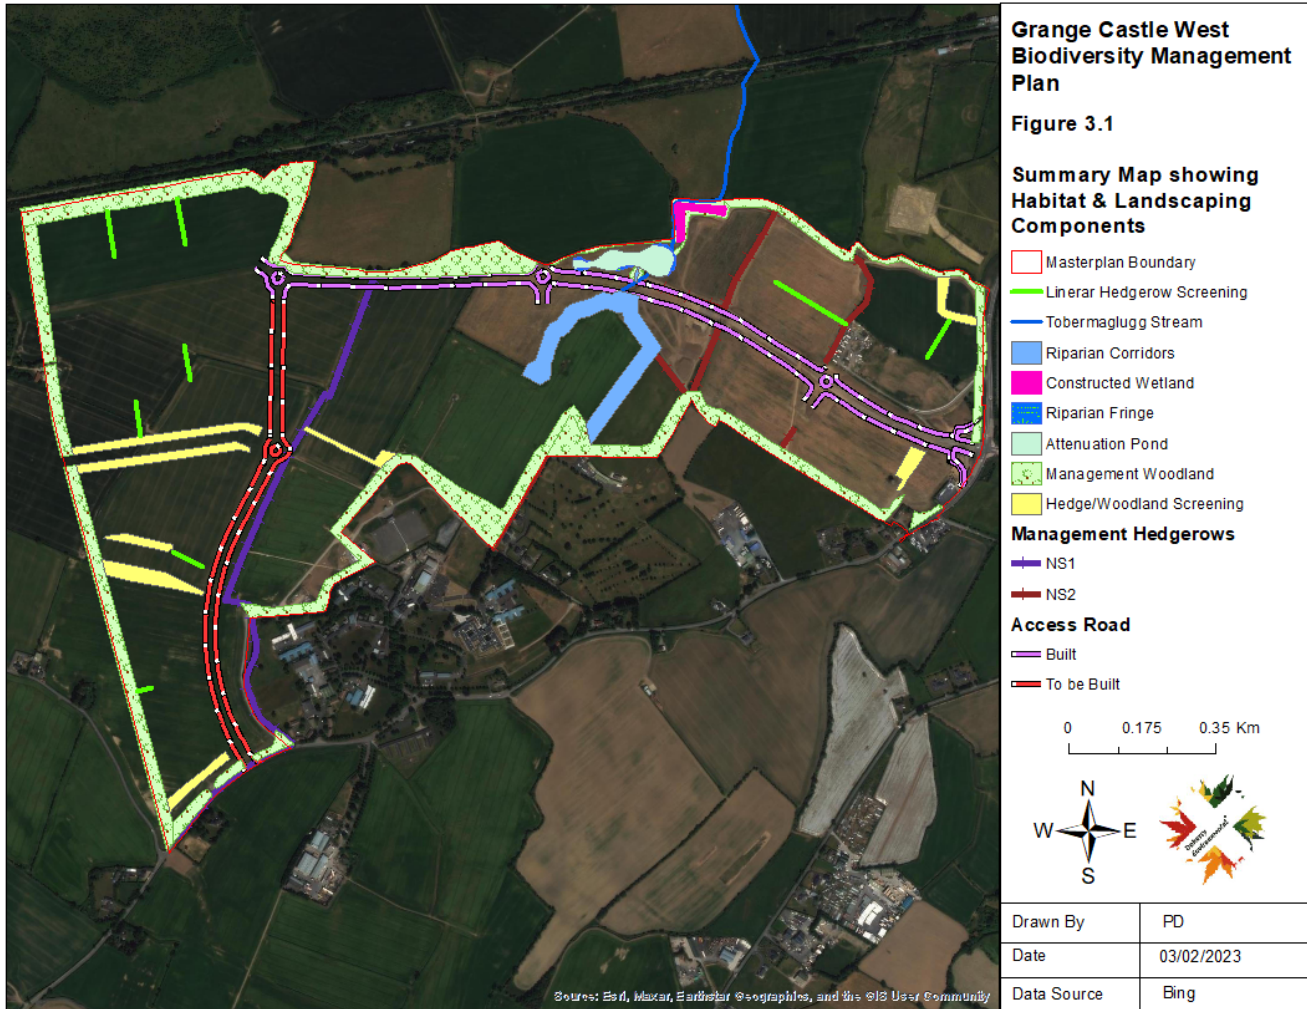 Grange Castle West
Biodiversity Management
Plan
Figure 3.1
Summary Map showing
Habitat & Landscaping
Components
Masterplan Boundary
Linerar Hedgerow Screening
Tobermaglugg Stream
Riparian Corridors
Constructed Wetland
Riparian Fringe
Attenuation Pond
Management Woodland
Hedge/Woodland Screening
Management Hedgerows
NS1
NS2
Access Road
Built
To be Built
0 0.175 0.35 Km
N
W E
S
Doherty
Environmental
Drawn By PD
Date 03/02/2023
Data Source Bing
Source: Esri, Maxar, Earthstar Geographics, and the GIS User Community